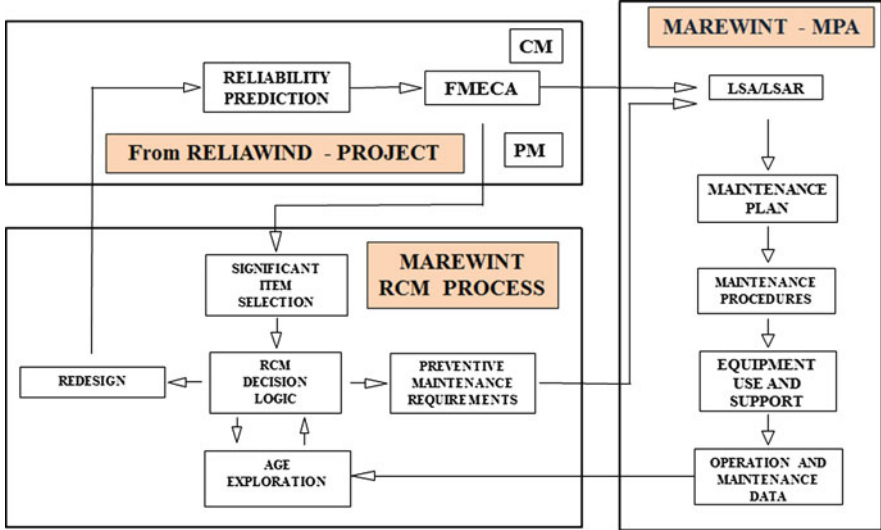 CM
RELIABILITY
PREDICTION
FMECA
From RELIAWIND - PROJECT
PM
MAREWINT - MPA
LSA/LSAR
MAINTENANCE
PLAN
MAINTENANCE
PROCEDURES
EQUIPMENT
USE AND
SUPPORT
OPERATION AND
MAINTENANCE
DATA
MAREWINT
RCM PROCESS
SIGNIFICANT
ITEM
SELECTION
REDESIGN
RCM
DECISION
LOGIC
PREVENTIVE
MAINTENANCE
REQUIREMENTS
AGE
EXPLORATION